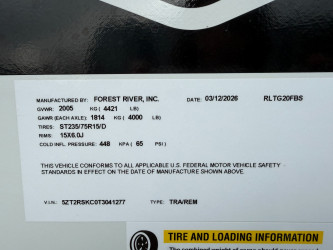 MANUFACTURED BY: FOREST RIVER, INC. DATE: 03/12/2026 RLTG20FBS
GVWR: 2005 KG ( 4421 LB)
GAWR (EACH AXLE): 1814 KG ( 4000 LB)
TIRES: ST235/75R15/D
RIMS: 15X6.0J
COLD INFL. PRESSURE: 448 KPA ( 65 PSI)
THIS VEHICLE CONFORMS TO ALL APPLICABLE U.S. FEDERAL MOTOR VEHICLE SAFETY
STANDARDS IN EFFECT ON THE DATE OF MANUFACTURE SHOWN ABOVE.
V.I.N.: 5ZT2RSKC0T3041277 TYPE: TRA/REM
TIRE AND LOADING INFORMATION